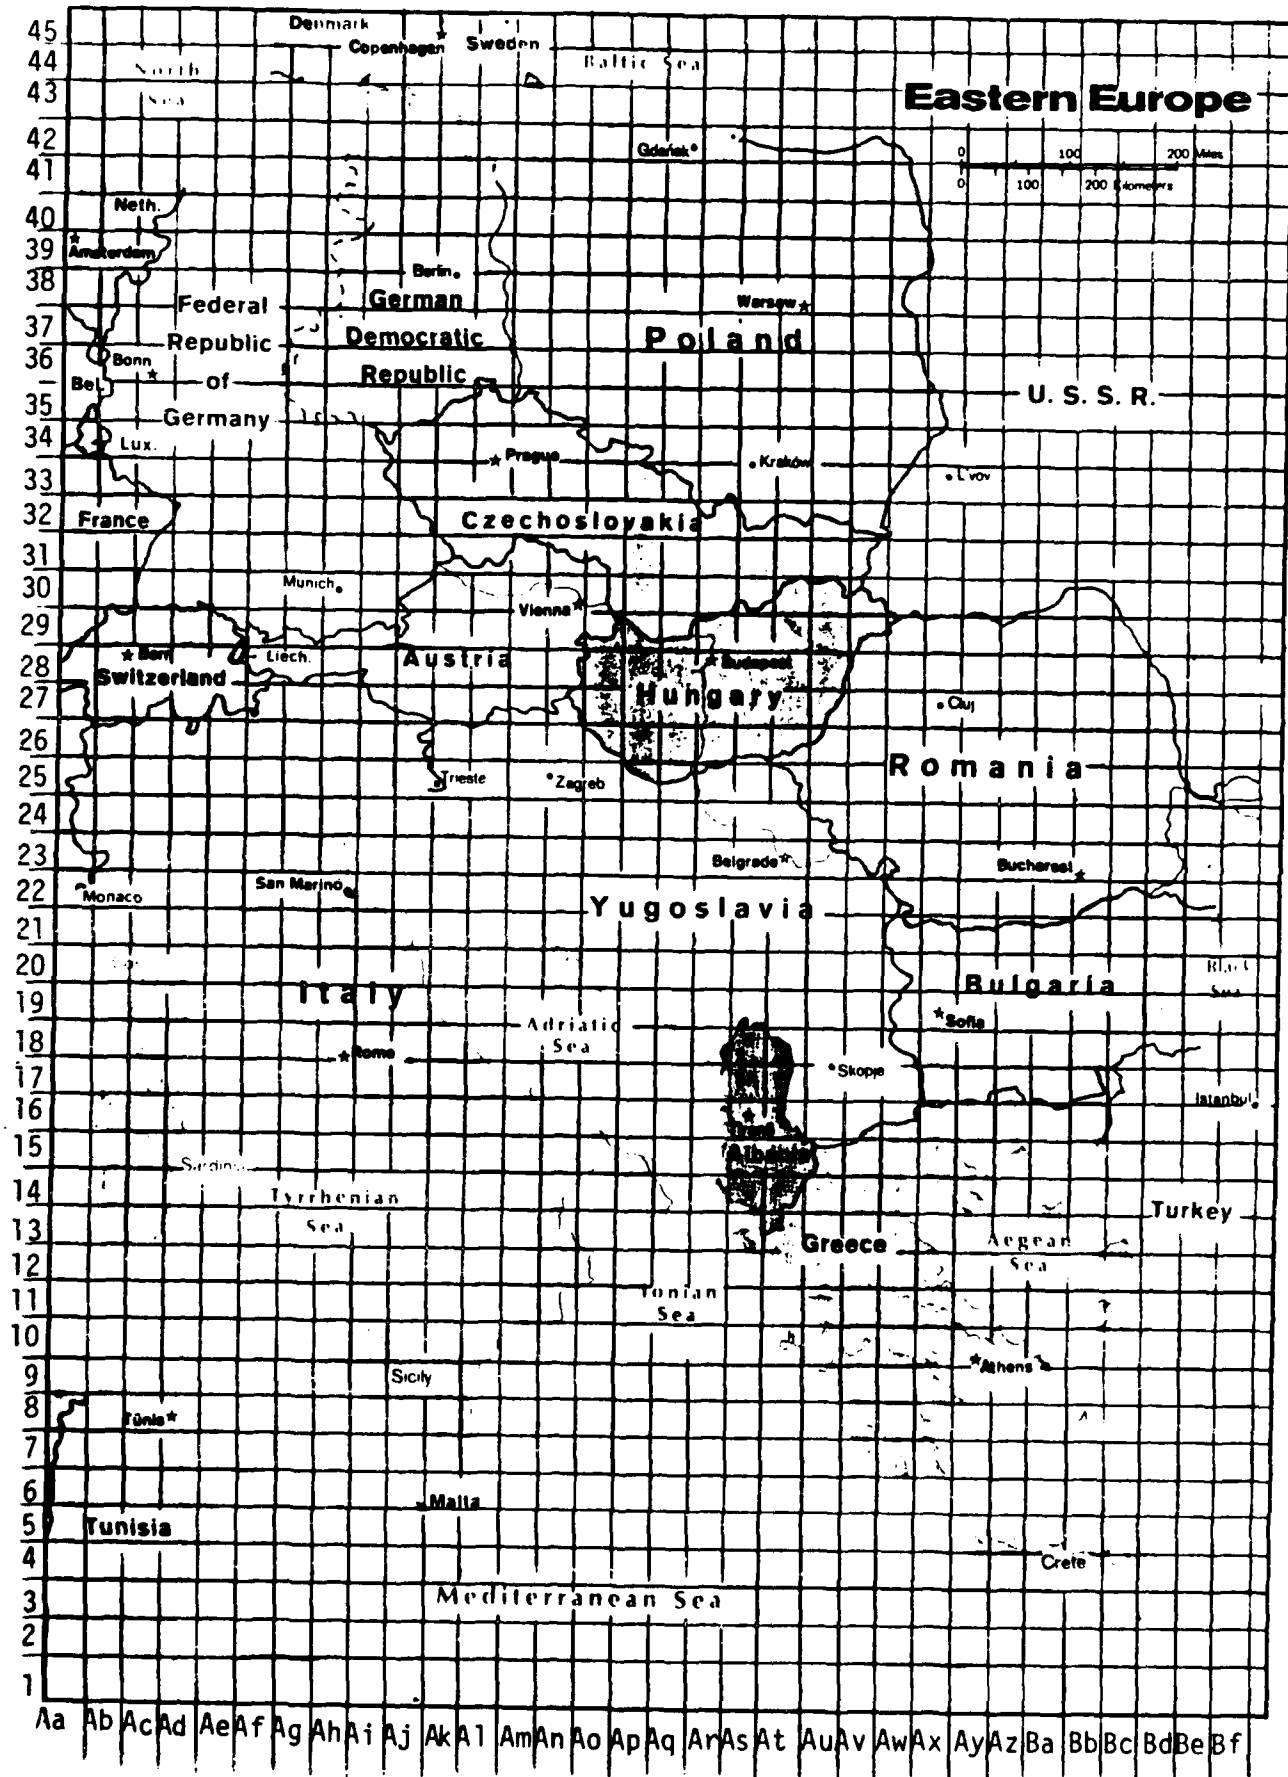 45
Denmark
Copenhagen
Sweden
44
North
Sea
Baltic Sea
43
Eastern Europe
42
Gdańsk
0 100 200 Miles
0 100 200 Kilometers
41
Neth.
40
Amsterdam
39
38
Berlin
Federal
German
Warsaw
37
Republic
Democratic
Poland
36
Bonn
Bel.
of
Republic
U.S.S.R.
35
Germany
34
Lux.
Prague
Kraków
33
L'vov
32
France
Czechoslovakia
31
30
Munich
Vienna
29
Bern
Liech.
Austria
Budapest
28
Switzerland
Hungary
27
Cluj
26
Romania
25
Trieste
Zagreb
24
23
Belgrade
Bucharest
22
Monaco
San Marino
Yugoslavia
21
20
Black
Sea
19
Italy
Bulgaria
Adriatic
Sea
Sofia
18
Rome
17
Skopje
16
Istanbul
Tiranë
15
Albania
14
Tyrrhenian
Sea
Turkey
13
Greece
Aegean
Sea
12
11
Ionian
Sea
10
Athens
9
Sicily
8
Tūnis
7
6
Malta
5
Tunisia
4
Crete
3
Mediterranean Sea
2
1
Aa Ab Ac Ad Ae Af Ag Ah Ai Aj Ak Al Am An Ao Ap Aq Ar As At Au Av Aw Ax Ay Az Ba Bb Bc Bd Be Bf